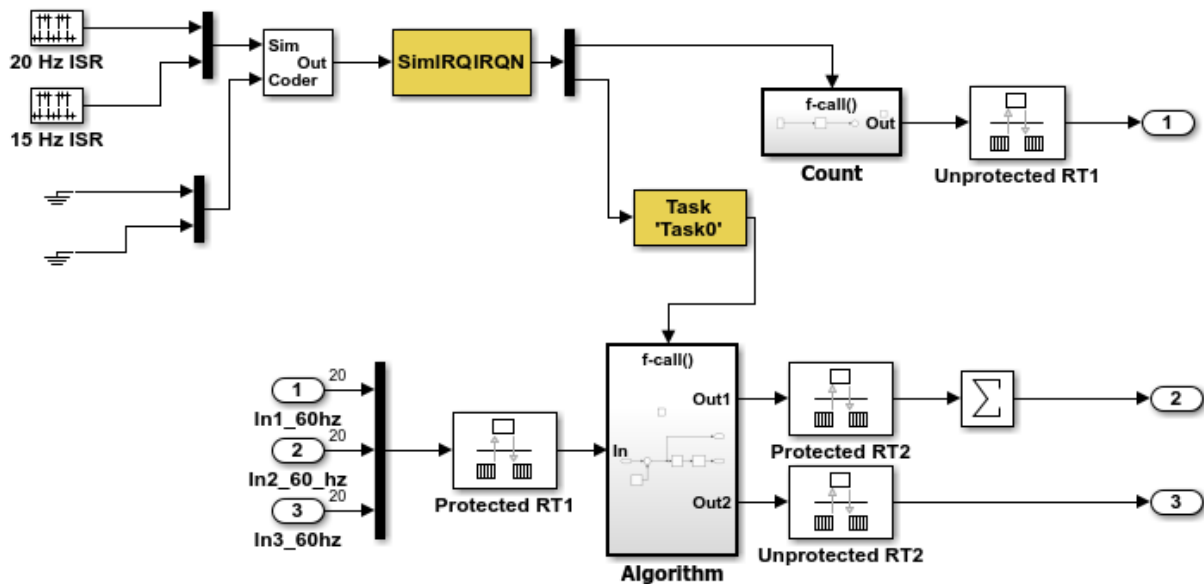 20 Hz ISR
15 Hz ISR
Sim
Out
Coder
SimIRQIRQN
f-call()
Out
Count
Unprotected RT1
1
Task
'Task0'
1
20
In1_60hz
2
20
In2_60_hz
3
20
In3_60hz
Protected RT1
f-call()
In
Out1
Out2
Algorithm
Protected RT2
Σ
2
Unprotected RT2
3